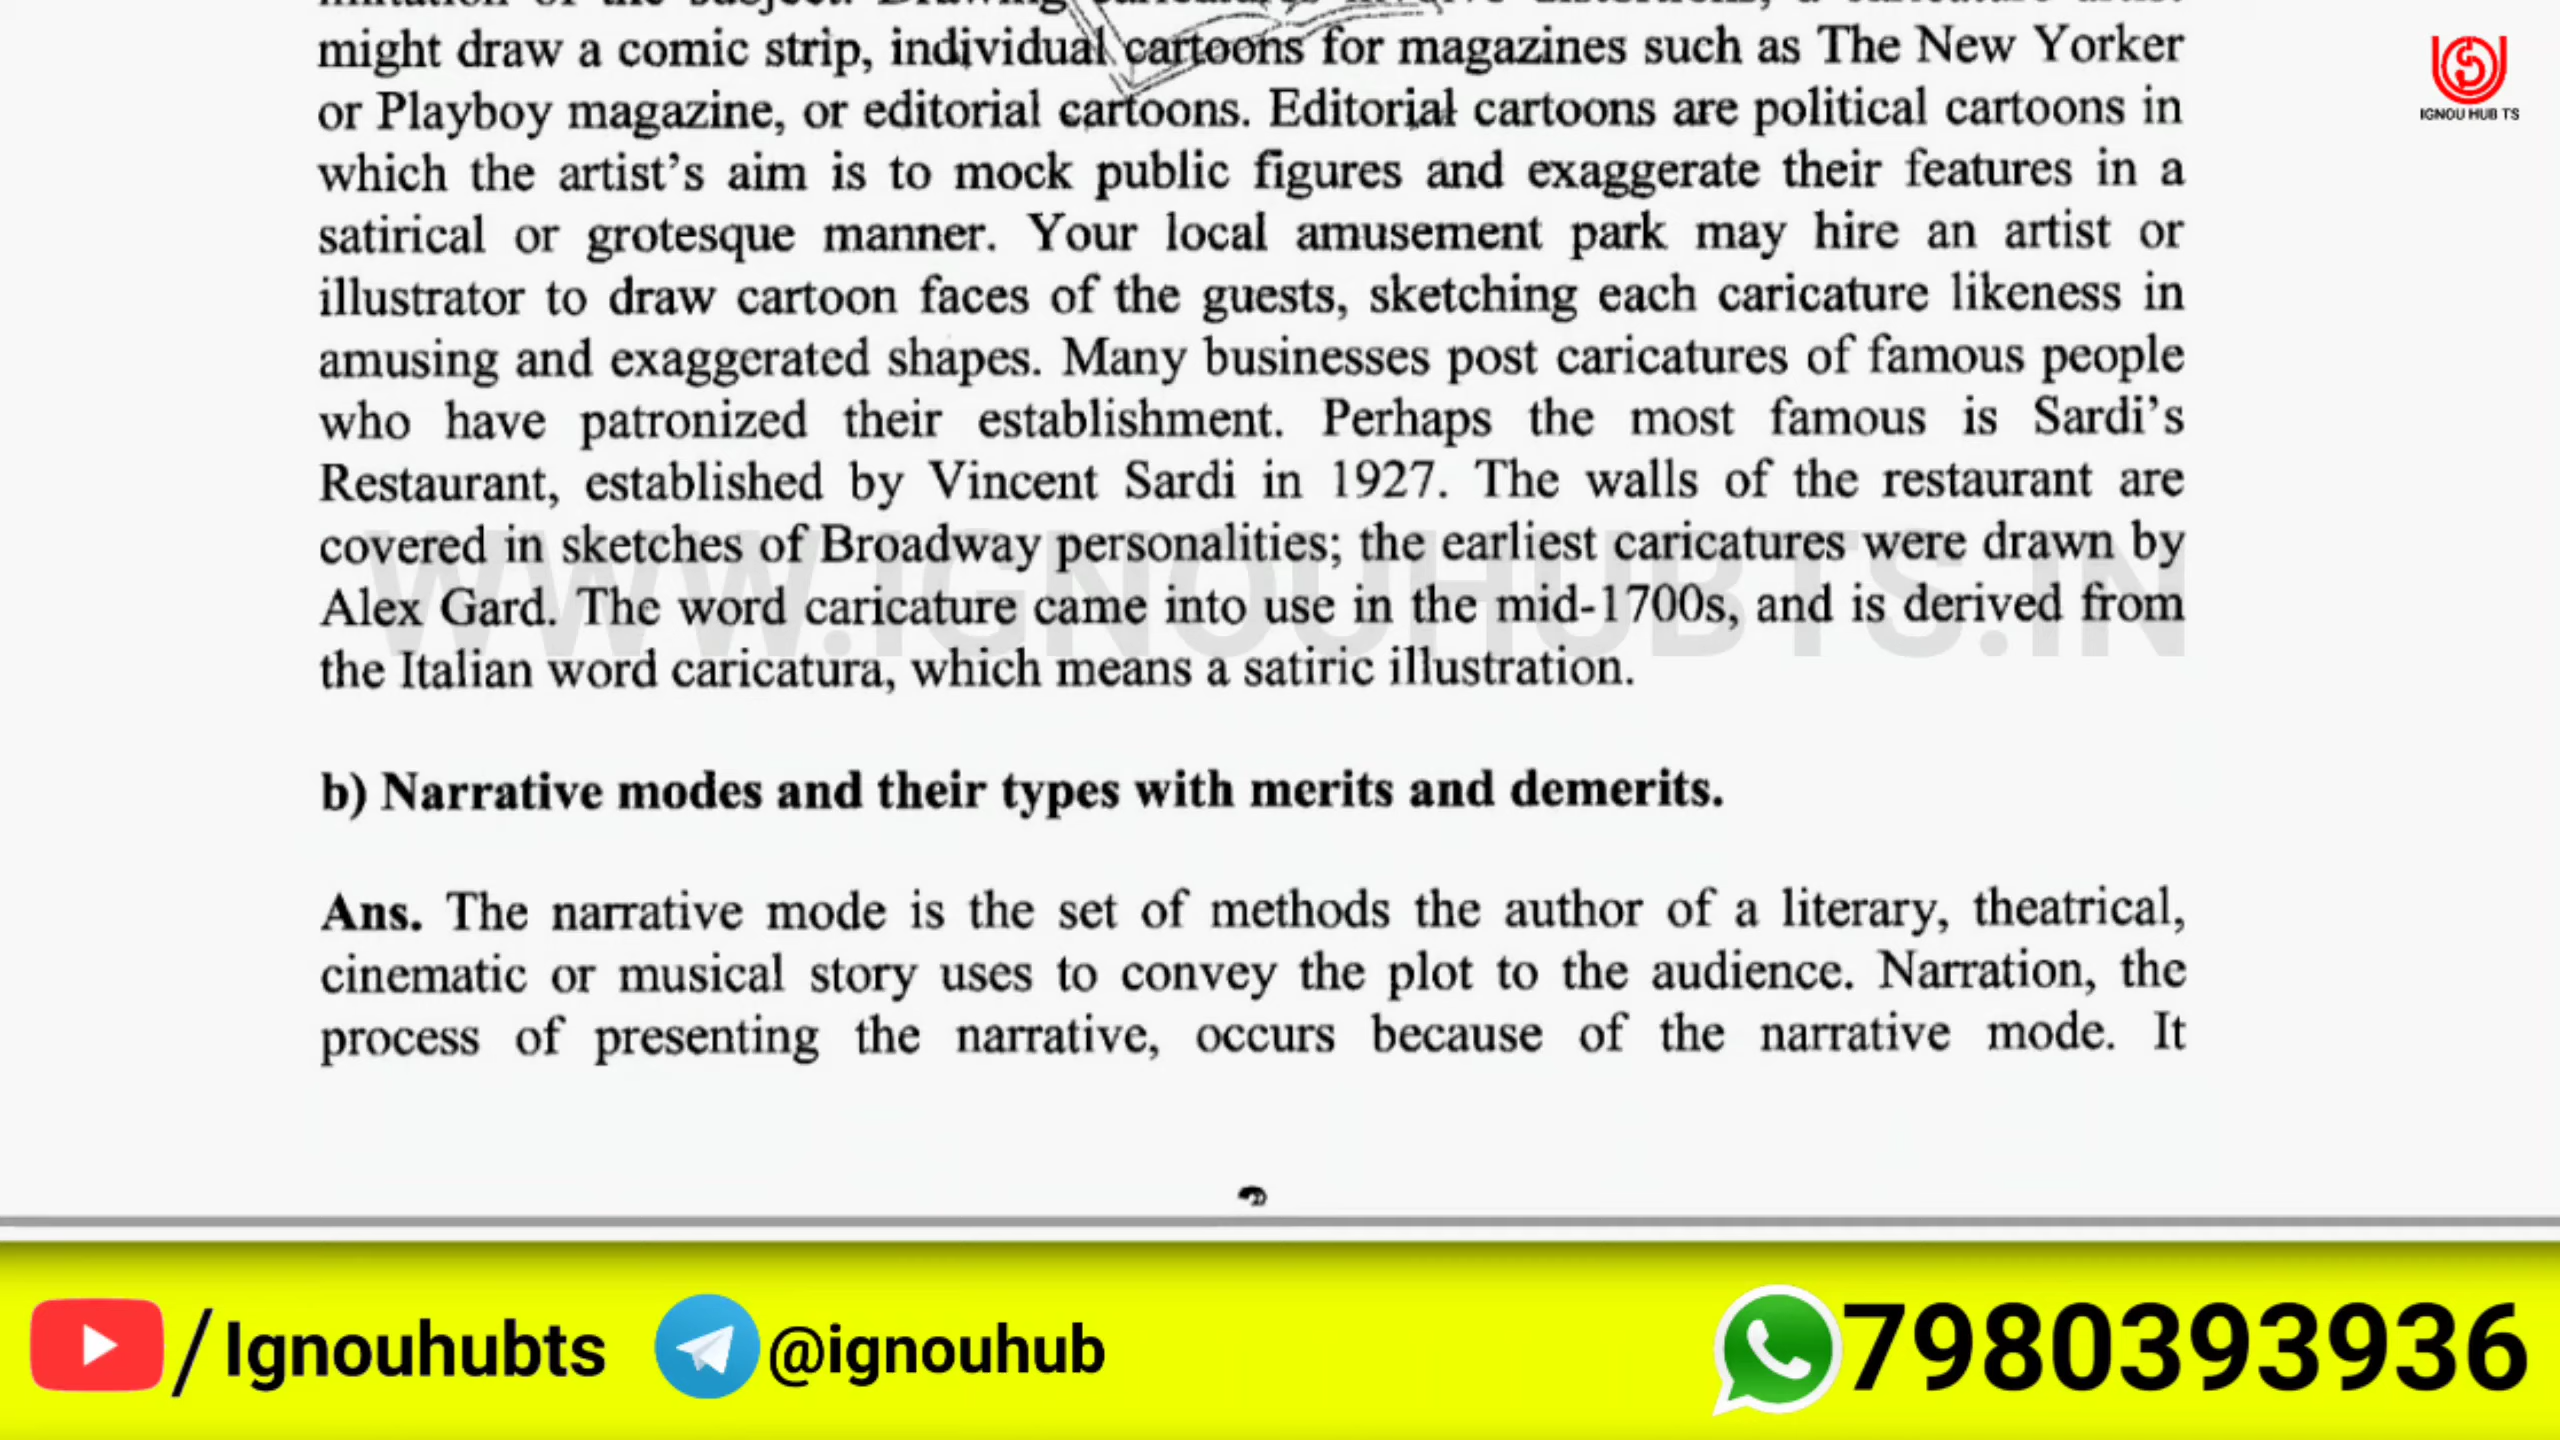 imitation of the subject. Drawing caricatures involve distortions, a caricature artist
might draw a comic strip, individual cartoons for magazines such as The New Yorker
or Playboy magazine, or editorial cartoons. Editorial cartoons are political cartoons in
which the artist's aim is to mock public figures and exaggerate their features in a
satirical or grotesque manner. Your local amusement park may hire an artist or
illustrator to draw cartoon faces of the guests, sketching each caricature likeness in
amusing and exaggerated shapes. Many businesses post caricatures of famous people
who have patronized their establishment. Perhaps the most famous is Sardi's
Restaurant, established by Vincent Sardi in 1927. The walls of the restaurant are
covered in sketches of Broadway personalities; the earliest caricatures were drawn by
Alex Gard. The word caricature came into use in the mid-1700s, and is derived from
the Italian word caricatura, which means a satiric illustration.
b) Narrative modes and their types with merits and demerits.
Ans. The narrative mode is the set of methods the author of a literary, theatrical,
cinematic or musical story uses to convey the plot to the audience. Narration, the
process of presenting the narrative, occurs because of the narrative mode. It
WWW.IGNOUHUBTS.IN
IGNOU HUB TS
/Ignouhubts
@ignouhub
7980393936